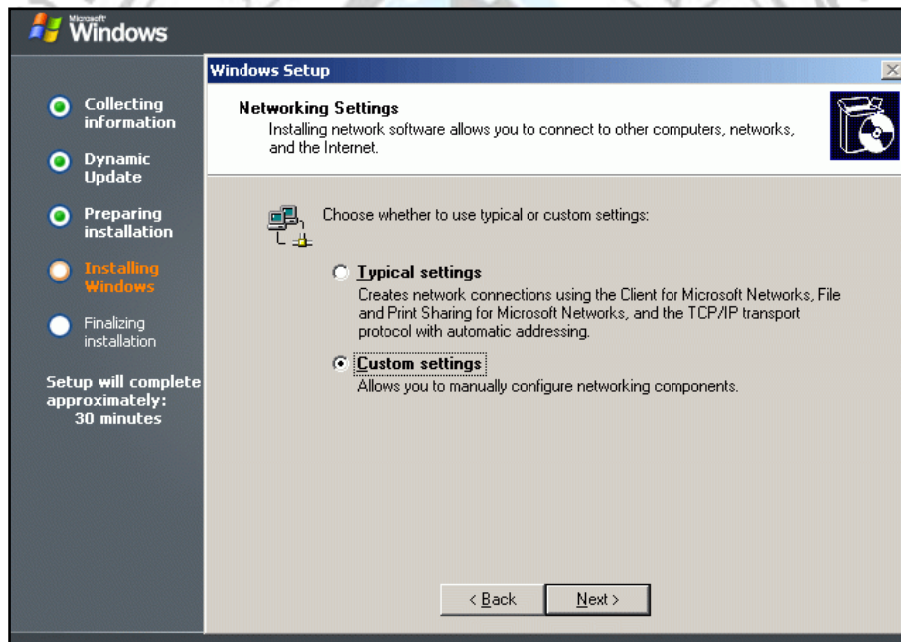 Microsoft
Windows
Collecting
information
Dynamic
Update
Preparing
installation
Installing
Windows
Finalizing
installation
Setup will complete
approximately:
30 minutes
Windows Setup
Networking Settings
Installing network software allows you to connect to other computers, networks,
and the Internet.
Choose whether to use typical or custom settings:
Typical settings
Creates network connections using the Client for Microsoft Networks, File
and Print Sharing for Microsoft Networks, and the TCP/IP transport
protocol with automatic addressing.
Custom settings
Allows you to manually configure networking components.
< Back
Next >